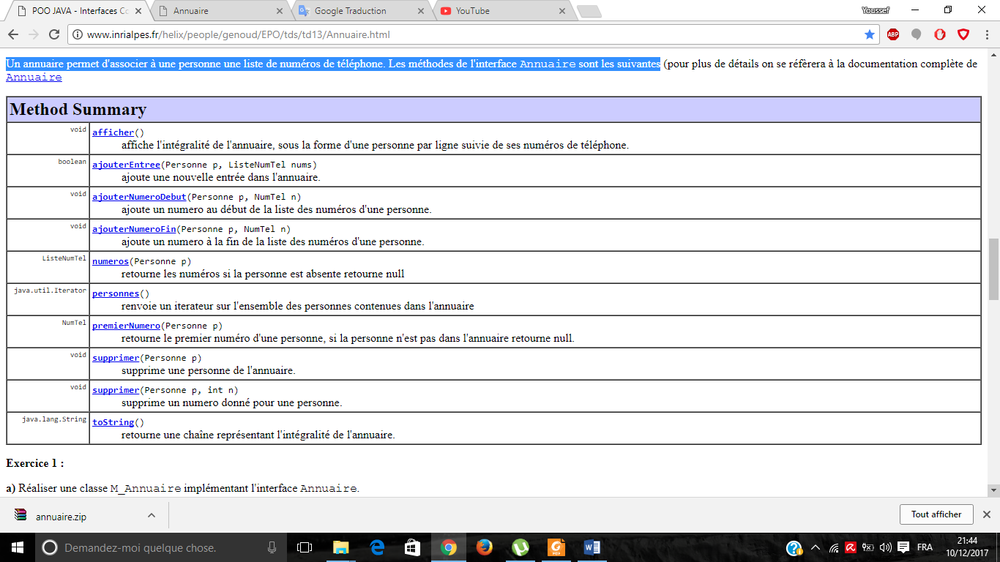 POO JAVA - Interfaces Co
Annuaire
Google Traduction
YouTube
Youssef
www.inrialpes.fr/helix/people/genoud/EPO/tds/td13/Annuaire.html
ABP
Un annuaire permet d'associer à une personne une liste de numéros de téléphone. Les méthodes de l'interface Annuaire sont les suivantes (pour plus de détails on se réfèrera à la documentation complète de
Annuaire
Method Summary
void afficher()
affiche l'intégralité de l'annuaire, sous la forme d'une personne par ligne suivie de ses numéros de téléphone.
boolean ajouterEntree(Personne p, ListeNumTel nums)
ajoute une nouvelle entrée dans l'annuaire.
void ajouterNumeroDebut(Personne p, NumTel n)
ajoute un numero au début de la liste des numéros d'une personne.
void ajouterNumeroFin(Personne p, NumTel n)
ajoute un numero à la fin de la liste des numéros d'une personne.
ListeNumTel numeros(Personne p)
retourne les numéros si la personne est absente retourne null
java.util.Iterator personnes()
renvoie un iterateur sur l'ensemble des personnes contenues dans l'annuaire
NumTel premierNumero(Personne p)
retourne le premier numéro d'une personne, si la personne n'est pas dans l'annuaire retourne null.
void supprimer(Personne p)
supprime une personne de l'annuaire.
void supprimer(Personne p, int n)
supprime un numero donné pour une personne.
java.lang.String toString()
retourne une chaîne représentant l'intégralité de l'annuaire.
Exercice 1 :
a) Réaliser une classe M_Annuaire implémentant l'interface Annuaire.
annuaire.zip
Tout afficher
Demandez-moi quelque chose.
FRA
21:44
10/12/2017